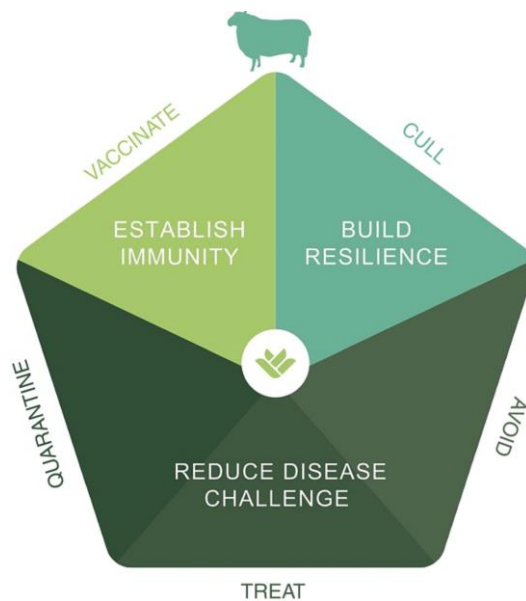 VACCINATE
CULL
ESTABLISH
IMMUNITY
BUILD
RESILIENCE
QUARANTINE
AVOID
REDUCE DISEASE
CHALLENGE
TREAT